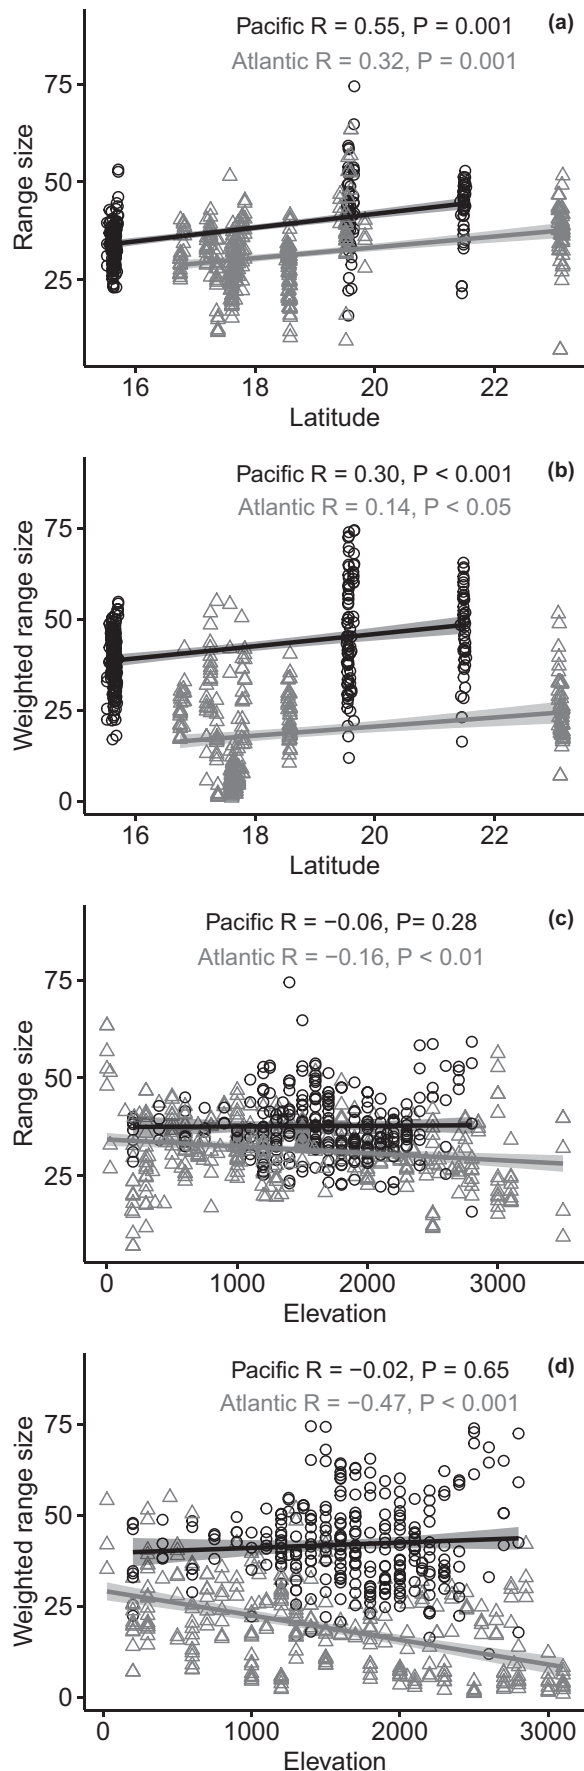 Pacific R = 0.55, P = 0.001 (a)
Atlantic R = 0.32, P = 0.001
75
50
25
Range size
16 18 20 22
Latitude
Pacific R = 0.30, P < 0.001 (b)
Atlantic R = 0.14, P < 0.05
75
50
25
0
Weighted range size
16 18 20 22
Latitude
Pacific R = −0.06, P= 0.28 (c)
Atlantic R = −0.16, P < 0.01
75
50
25
Range size
0 1000 2000 3000
Elevation
Pacific R = −0.02, P = 0.65 (d)
Atlantic R = −0.47, P < 0.001
75
50
25
0
Weighted range size
0 1000 2000 3000
Elevation